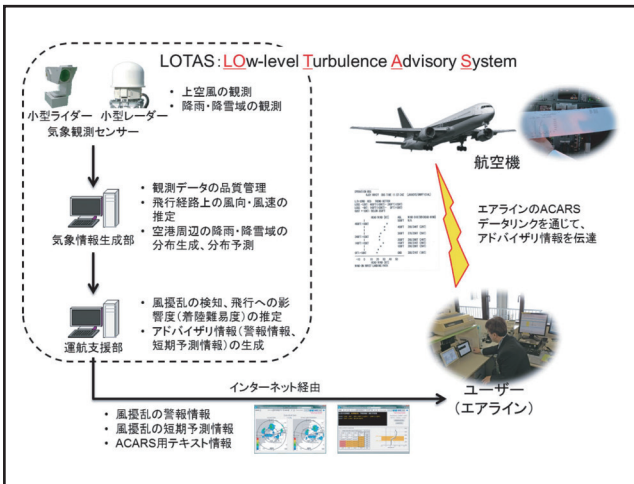 LOTAS:LOw-level Turbulence Advisory System
小型ライダー 小型レーダー
気象観測センサー
• 上空風の観測
• 降雨・降雪域の観測
気象情報生成部
• 観測データの品質管理
• 飛行経路上の風向・風速の
推定
• 空港周辺の降雨・降雪域の
分布生成、分布予測
運航支援部
• 風擾乱の検知、飛行への影
響度(着陸難易度)の推定
• アドバイザリ情報(警報情報、
短期予測情報)の生成
航空機
エアラインのACARS
データリンクを通じて、
アドバイザリ情報を伝達
インターネット経由
ユーザー
(エアライン)
• 風擾乱の警報情報
• 風擾乱の短期予測情報
• ACARS用テキスト情報